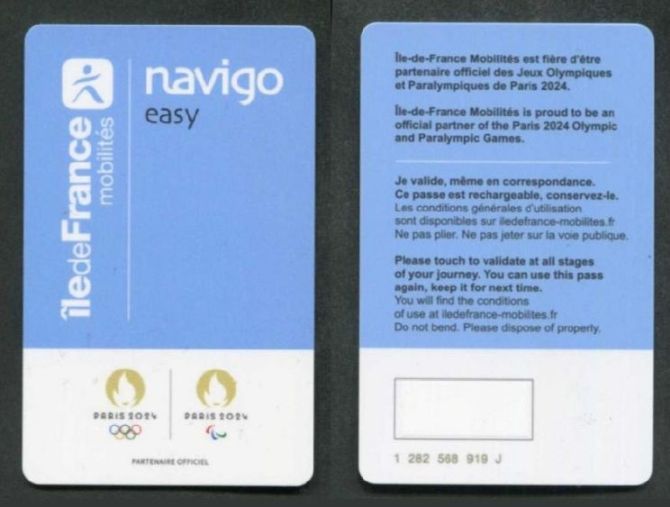 navigo
easy
îledeFrance
mobilités
PARIS 2024
PARIS 2024
PARTENAIRE OFFICIEL
Île-de-France Mobilités est fière d'être
partenaire officiel des Jeux Olympiques
et Paralympiques de Paris 2024.
Île-de-France Mobilités is proud to be an
official partner of the Paris 2024 Olympic
and Paralympic Games.
Je valide, même en correspondance.
Ce passe est rechargeable, conservez-le.
Les conditions générales d'utilisation
sont disponibles sur iledefrance-mobilites.fr
Ne pas plier. Ne pas jeter sur la voie publique.
Please touch to validate at all stages
of your journey. You can use this pass
again, keep it for next time.
You will find the conditions
of use at iledefrance-mobilites.fr
Do not bend. Please dispose of properly.
1 282 568 919 J